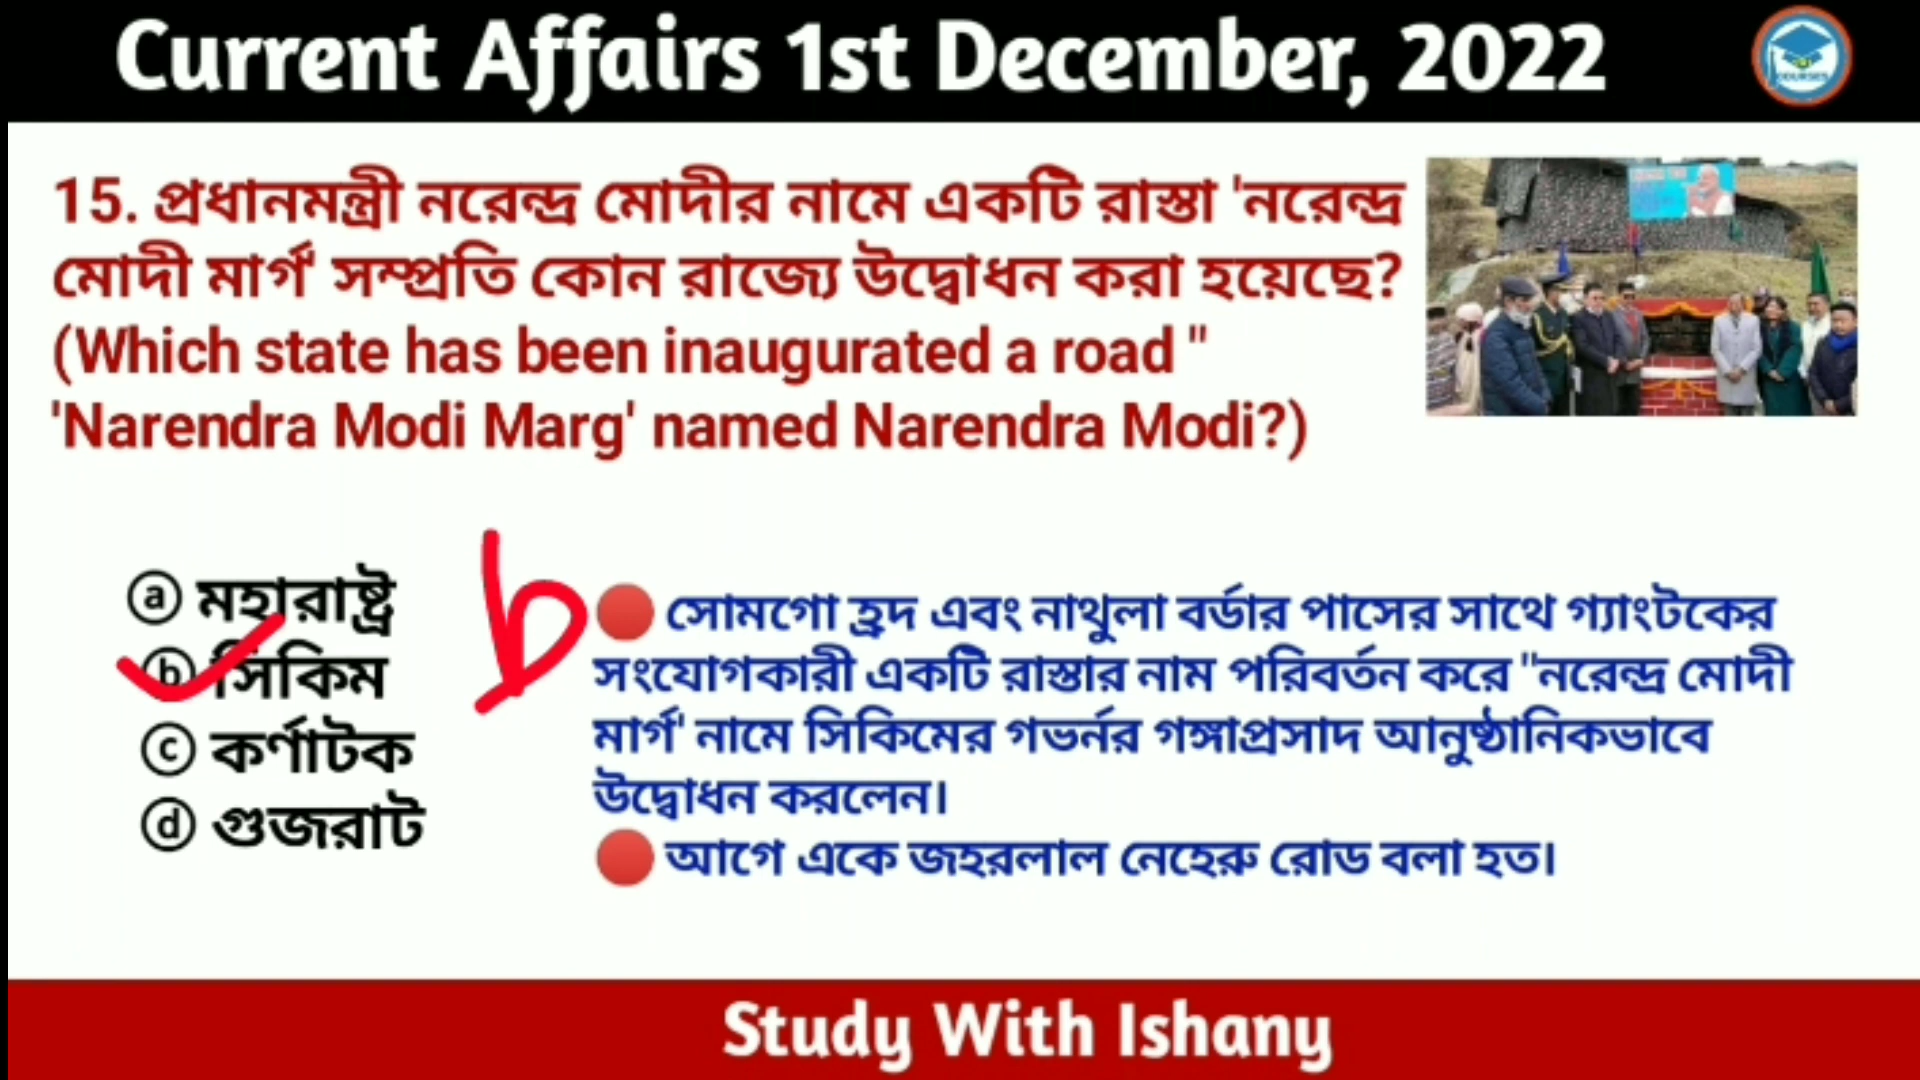 Current Affairs 1st December, 2022
COURSES
15. প্রধানমন্ত্রী নরেন্দ্র মোদীর নামে একটি রাস্তা 'নরেন্দ্র
মোদী মার্গ' সম্প্রতি কোন রাজ্যে উদ্বোধন করা হয়েছে?
(Which state has been inaugurated a road "
'Narendra Modi Marg' named Narendra Modi?)
ⓐ মহারাষ্ট্র
ⓑ সিকিম
ⓒ কর্ণাটক
ⓓ গুজরাট
b
সোমগো হ্রদ এবং নাথুলা বর্ডার পাসের সাথে গ্যাংটকের
সংযোগকারী একটি রাস্তার নাম পরিবর্তন করে "নরেন্দ্র মোদী
মার্গ' নামে সিকিমের গভর্নর গঙ্গাপ্রসাদ আনুষ্ঠানিকভাবে
উদ্বোধন করলেন।
আগে একে জহরলাল নেহেরু রোড বলা হত।
Study With Ishany